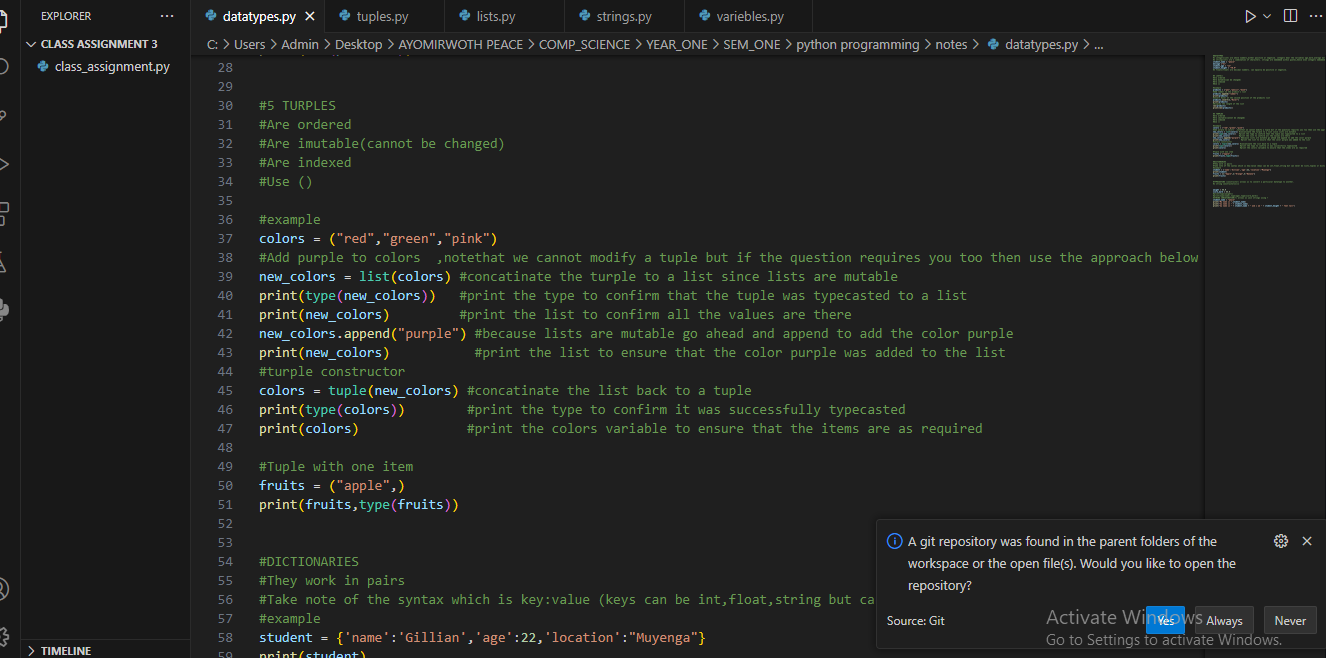 EXPLORER
CLASS ASSIGNMENT 3
class_assignment.py
TIMELINE
datatypes.py tuples.py lists.py strings.py variebles.py
C: > Users > Admin > Desktop > AYOMIRWOTH PEACE > COMP_SCIENCE > YEAR_ONE > SEM_ONE > python programming > notes > datatypes.py > ...
28
29
30 #5 TURPLES
31 #Are ordered
32 #Are imutable(cannot be changed)
33 #Are indexed
34 #Use ()
35
36 #example
37 colors = ("red","green","pink")
38 #Add purple to colors  ,notethat we cannot modify a tuple but if the question requires you too then use the approach below
39 new_colors = list(colors) #concatinate the turple to a list since lists are mutable
40 print(type(new_colors))   #print the type to confirm that the tuple was typecasted to a list
41 print(new_colors)         #print the list to confirm all the values are there
42 new_colors.append("purple") #because lists are mutable go ahead and append to add the color purple
43 print(new_colors)           #print the list to ensure that the color purple was added to the list
44 #turple constructor
45 colors = tuple(new_colors) #concatinate the list back to a tuple
46 print(type(colors))        #print the type to confirm it was successfully typecasted
47 print(colors)              #print the colors variable to ensure that the items are as required
48
49 #Tuple with one item
50 fruits = ("apple",)
51 print(fruits,type(fruits))
52
53
54 #DICTIONARIES
55 #They work in pairs
56 #Take note of the syntax which is key:value (keys can be int,float,string but ca
57 #example
58 student = {'name':'Gillian','age':22,'location':"Muyenga"}
59 print(student)
A git repository was found in the parent folders of the
workspace or the open file(s). Would you like to open the
repository?
Source: Git
Yes Always Never
Activate Windows
Go to Settings to activate Windows.